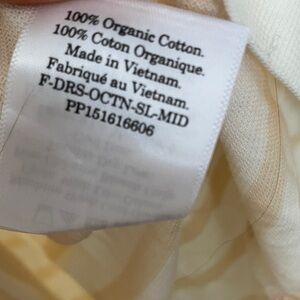 100% Organic Cotton.
100% Coton Organique.
Made in Vietnam.
Fabriqué au Vietnam.
F-DRS-OCTN-SL-MID
PP151616606